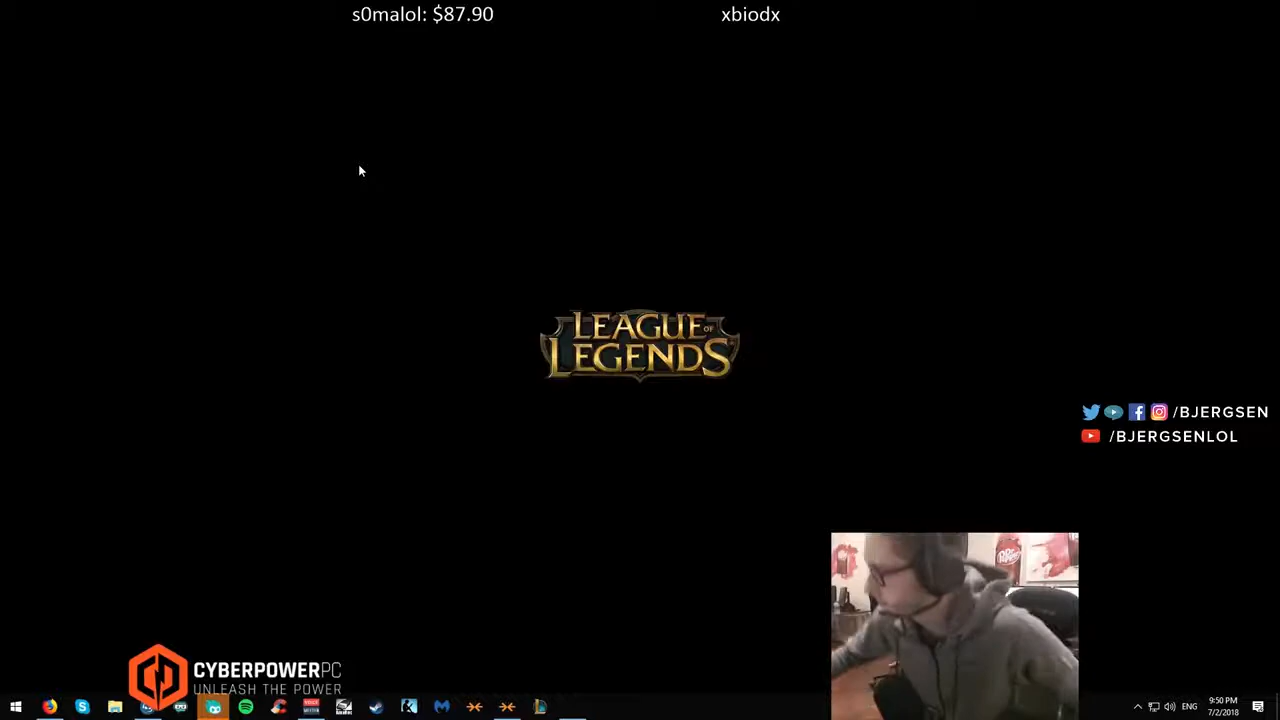 s0malol: $87.90
xbiodx
LEAGUE OF LEGENDS
/BJERGSEN
/BJERGSENLOL
CYBERPOWERPC
UNLEASH THE POWER
ENG
9:50 PM
7/2/2018